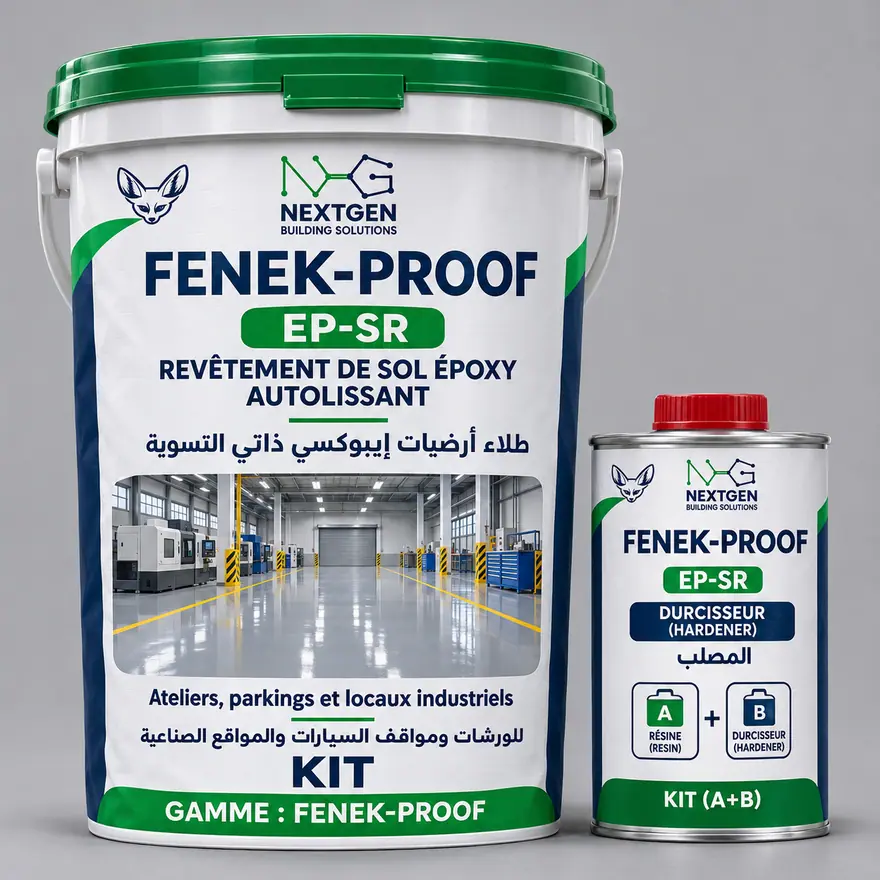 NEXTGEN
BUILDING SOLUTIONS
FENEK-PROOF
EP-SR
REVÊTEMENT DE SOL ÉPOXY
AUTOLISSANT
طلاء أرضيات إيبوكسي ذاتي التسوية
Ateliers, parkings et locaux industriels
للورشات ومواقف السيارات والمواقع الصناعية
KIT
GAMME : FENEK-PROOF
NEXTGEN
BUILDING SOLUTIONS
FENEK-PROOF
EP-SR
DURCISSEUR
(HARDENER)
المصلب
A
RÉSINE
(RESIN)
+
B
DURCISSEUR
(HARDENER)
KIT (A+B)